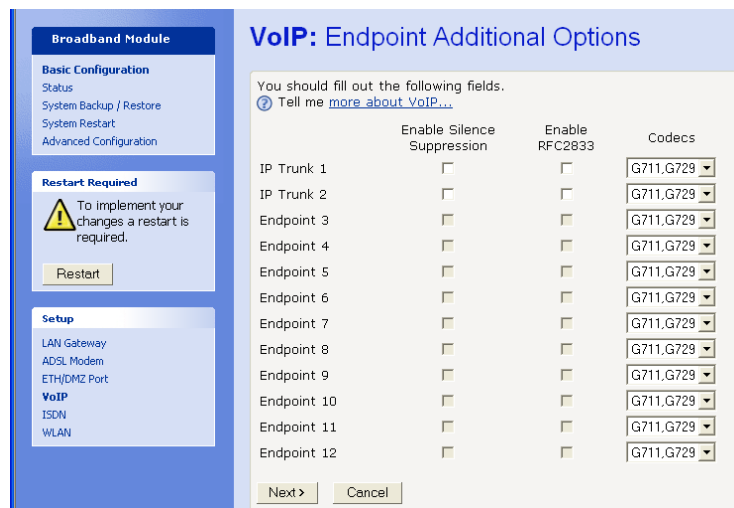 Broadband Module
Basic Configuration
Status
System Backup / Restore
System Restart
Advanced Configuration
Restart Required
To implement your
changes a restart is
required.
Restart
Setup
LAN Gateway
ADSL Modem
ETH/DMZ Port
VoIP
ISDN
WLAN
VoIP: Endpoint Additional Options
You should fill out the following fields.
Tell me more about VoIP...
Enable Silence Suppression Enable RFC2833 Codecs
IP Trunk 1 G711,G729
IP Trunk 2 G711,G729
Endpoint 3 G711,G729
Endpoint 4 G711,G729
Endpoint 5 G711,G729
Endpoint 6 G711,G729
Endpoint 7 G711,G729
Endpoint 8 G711,G729
Endpoint 9 G711,G729
Endpoint 10 G711,G729
Endpoint 11 G711,G729
Endpoint 12 G711,G729
Next> Cancel